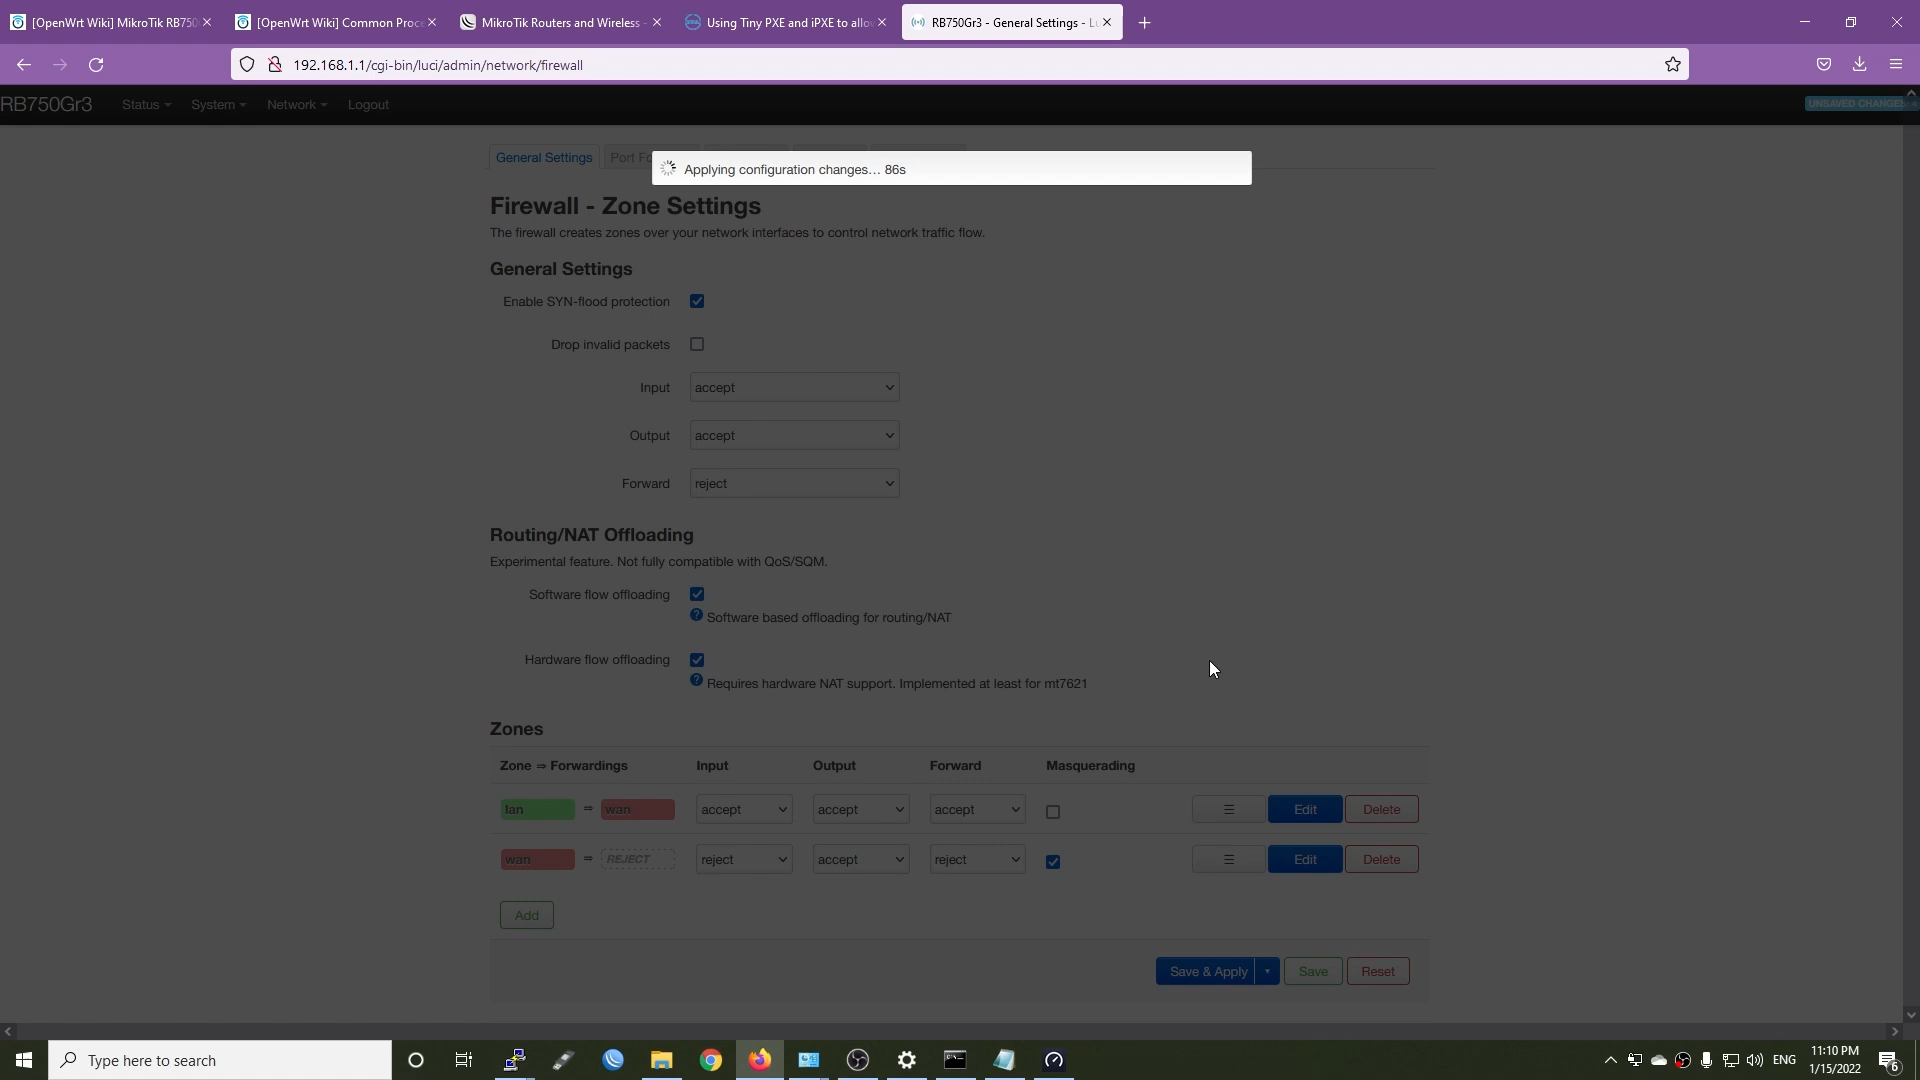 [OpenWrt Wiki] MikroTik RB750
[OpenWrt Wiki] Common Proce
MikroTik Routers and Wireless -
Using Tiny PXE and iPXE to allow
RB750Gr3 - General Settings - Lu
192.168.1.1/cgi-bin/luci/admin/network/firewall
RB750Gr3 Status System Network Logout UNSAVED CHANGES:
General Settings Port Fo
Applying configuration changes… 86s
Firewall - Zone Settings
The firewall creates zones over your network interfaces to control network traffic flow.
General Settings
Enable SYN-flood protection
Drop invalid packets
Input accept
Output accept
Forward reject
Routing/NAT Offloading
Experimental feature. Not fully compatible with QoS/SQM.
Software flow offloading
Software based offloading for routing/NAT
Hardware flow offloading
Requires hardware NAT support. Implemented at least for mt7621
Zones
Zone ⇒ Forwardings Input Output Forward Masquerading
lan ⇒ wan accept accept accept ☰ Edit Delete
wan ⇒ REJECT reject accept reject ☰ Edit Delete
Add
Save & Apply Save Reset
Type here to search
ENG
11:10 PM
1/15/2022
6